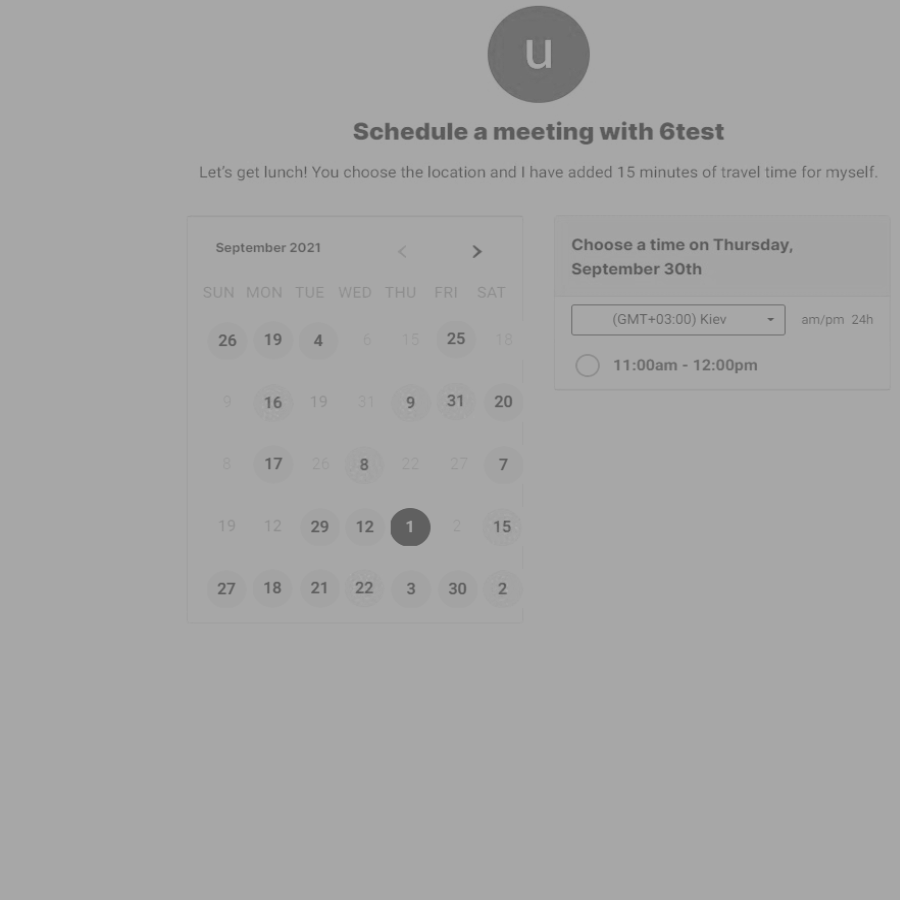 u
Schedule a meeting with 6test
Let's get lunch! You choose the location and I have added 15 minutes of travel time for myself.
September 2021
SUN MON TUE WED THU FRI SAT
26 19 4 6 15 25 18
9 16 19 31 9 31 20
8 17 26 8 22 27 7
19 12 29 12 1 2 15
27 18 21 22 3 30 2
Choose a time on Thursday,
September 30th
(GMT+03:00) Kiev am/pm 24h
11:00am - 12:00pm